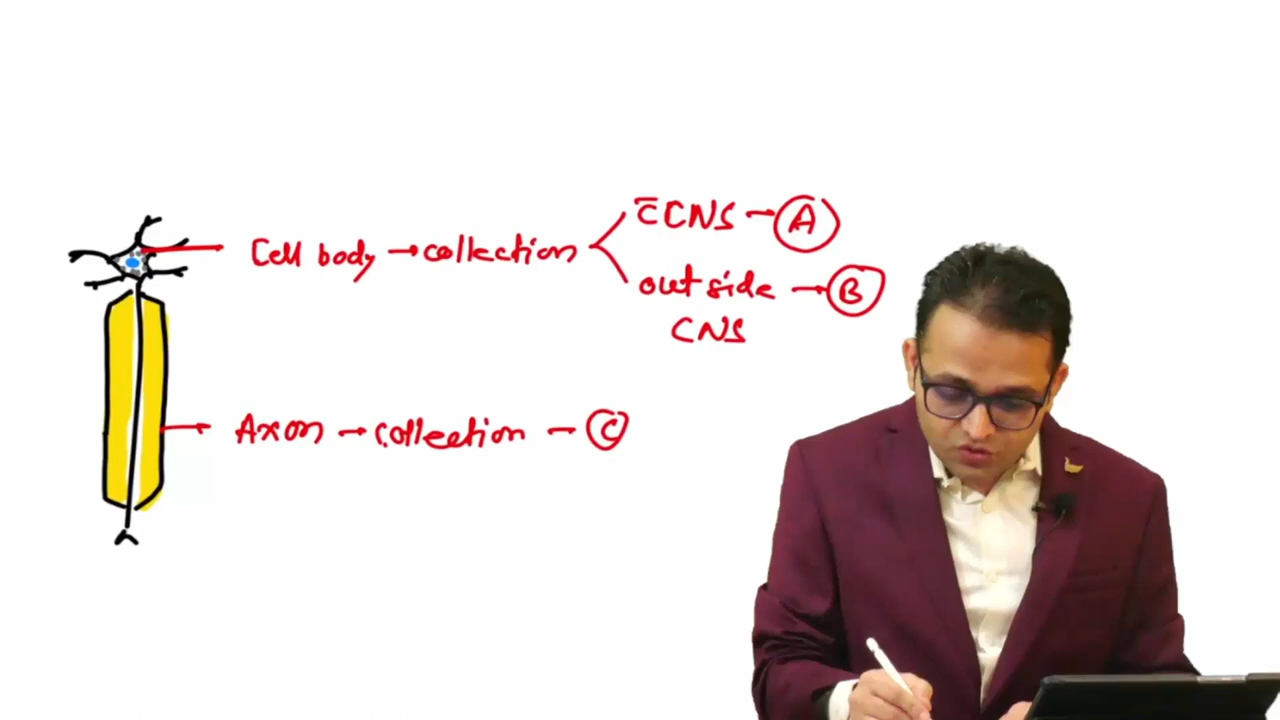 c̄ CNS → A
Cell body → collection
outside → B
CNS
Axon → collection - C